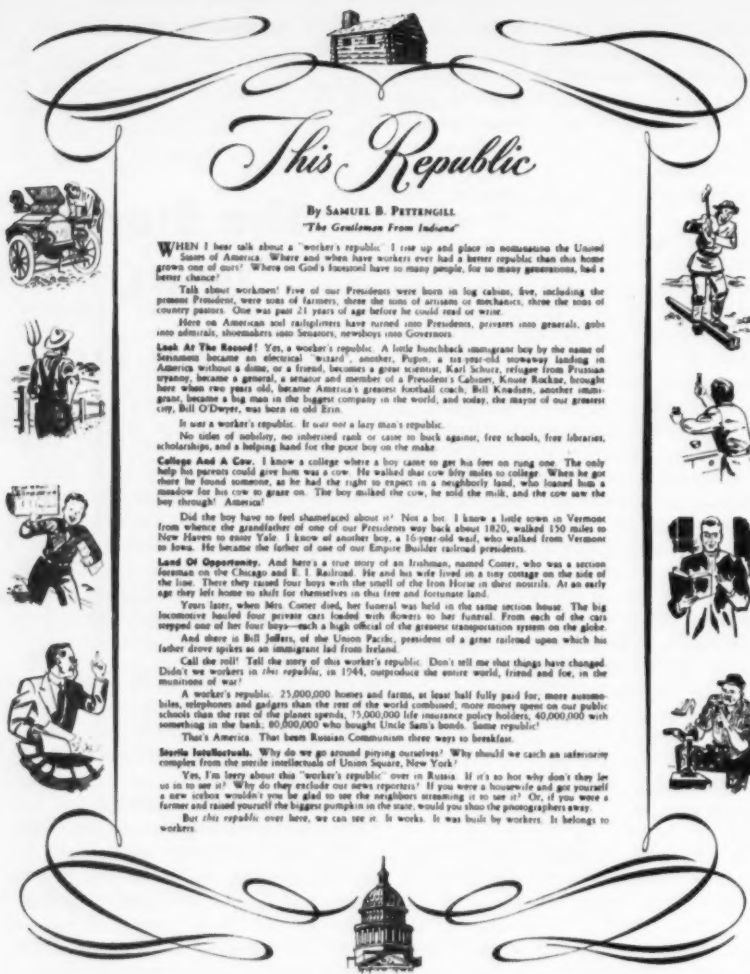 This Republic
By SAMUEL B. PETTENGILL
"The Gentleman From Indiana"
WHEN I hear talk about a "worker's republic" I rise up and place in nomination the United
States of America. Where and when have workers ever had a better republic than this home
grown one of ours? Where on God's footstool have so many people, for so many generations, had a
better chance?
Talk about workmen! Five of our Presidents were born in log cabins, five, including the
present President, were sons of farmers, three the sons of artisans or mechanics, three the sons of
country pastors. One was past 21 years of age before he could read or write.
Here on American soil railsplitters have turned into Presidents, privates into generals, gobs
into admirals, shoemakers into Senators, newsboys into Governors.
Look At The Record! Yes, a worker's republic. A little hunchback immigrant boy by the name of
Steinmetz became an electrical "wizard", another, Pupin, a six-year-old stowaway landing in
America without a dime, or a friend, becomes a great scientist, Karl Schurz, refugee from Prussian
tyranny, became a general, a senator and member of a President's Cabinet, Knute Rockne, brought
here when two years old, became America's greatest football coach, Bill Knudsen, another immi-
grant, became a big man in the biggest company in the world, and today, the mayor of our greatest
city, Bill O'Dwyer, was born in old Erin.
It was a worker's republic. It was not a lazy man's republic.
No titles of nobility, no inherited rank or caste to buck against, free schools, free libraries,
scholarships, and a helping hand for the poor boy on the make.
College And A Cow. I know a college where a boy came to get his feet on rung one. The only
help his parents could give him was a cow. He walked that cow fifty miles to college. When he got
there he found someone, as he had the right to expect in a neighborly land, who loaned him a
meadow for his cow to graze on. The boy milked the cow, he sold the milk, and the cow saw the
boy through! America!
Did the boy have to feel shamefaced about it? Not a bit. I know a little town in Vermont
from whence the grandfather of one of our Presidents way back about 1820, walked 150 miles to
New Haven to enter Yale. I know of another boy, a 16-year-old waif, who walked from Vermont
to Iowa. He became the father of one of our Empire Builder railroad presidents.
Land Of Opportunity. And here's a true story of an Irishman, named Coner, who was a section
foreman on the Chicago and E. I. Railroad. He and his wife lived in a tiny cottage on the side of
the line. There they raised four boys with the smell of the Iron Horse in their nostrils. At an early
age they left home to shift for themselves in this free and fortunate land.
Years later, when Mrs. Coner died, her funeral was held in the same section house. The big
locomotive hauled four private cars loaded with flowers to her funeral. From each of the cars
stepped one of her four boys—each a high official of the greatest transportation system on the globe.
And there is Bill Jeffers, of the Union Pacific, president of a great railroad upon which his
father drove spikes as an immigrant lad from Ireland.
Call the roll! Tell the story of this worker's republic. Don't tell me that things have changed.
Didn't we workers in this republic, in 1944, outproduce the entire world, friend and foe, in the
munitions of war?
A worker's republic. 25,000,000 homes and farms, at least half fully paid for, more automo-
biles, telephones and gadgets than the rest of the world combined; more money spent on our public
schools than the rest of the planet spends; 75,000,000 life insurance policy holders; 40,000,000 with
something in the bank; 80,000,000 who bought Uncle Sam's bonds. Some republic!
That's America. That beats Russian Communism three ways to breakfast.
Sterile Intellectuals. Why do we go around pitying ourselves? Why should we catch an inferiority
complex from the sterile intellectuals of Union Square, New York?
Yes, I'm leery about this "worker's republic" over in Russia. If it's so hot why don't they let
us in to see it? Why do they exclude our news reporters? If you were a housewife and got yourself
a new icebox wouldn't you be glad to see the neighbors streaming in to see it? Or, if you were a
farmer and raised yourself the biggest pumpkin in the state, would you shoo the photographers away.
But this republic over here, we can see it. It works. It was built by workers. It belongs to
workers.